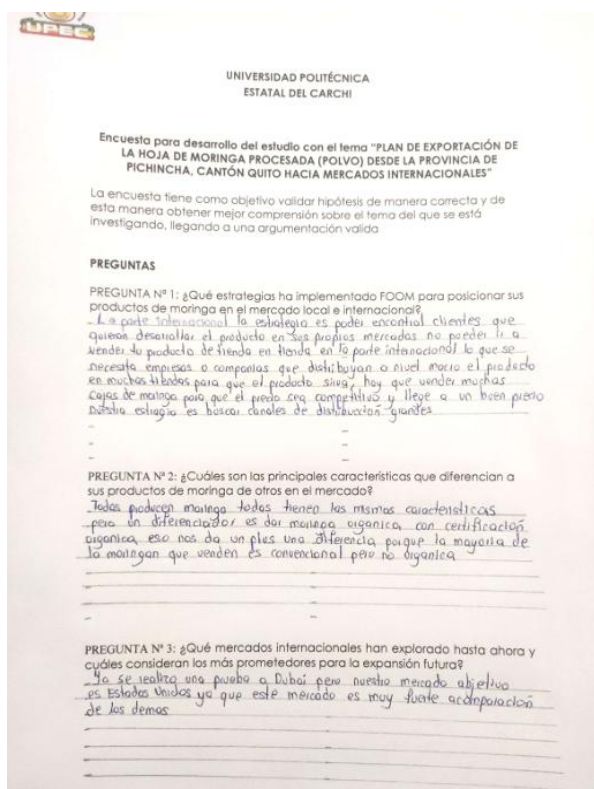 UPEC
UNIVERSIDAD POLITÉCNICA
ESTATAL DEL CARCHI
Encuesta para desarrollo del estudio con el tema "PLAN DE EXPORTACIÓN DE
LA HOJA DE MORINGA PROCESADA (POLVO) DESDE LA PROVINCIA DE
PICHINCHA, CANTÓN QUITO HACIA MERCADOS INTERNACIONALES"
La encuesta tiene como objetivo validar hipótesis de manera correcta y de
esta manera obtener mejor comprensión sobre el tema del que se está
investigando, llegando a una argumentación valida
PREGUNTAS
PREGUNTA Nº 1: ¿Qué estrategias ha implementado FOOM para posicionar sus
productos de moringa en el mercado local e internacional?
La parte Internacional la estrategia es poder encontrar clientes que
quieran desarrollar el producto en sus propios mercados no puedes ir a
vender tu producto de tienda en tienda en la parte internacional lo que se
necesita empresas o companias que distribuyan a nivel macro el producto
en muchas tiendas para que el producto sirva, hay que vender muchas
cajas de moringa para que el precio sea competitivo y llege a un buen precio
Nuestra estragia es buscar canales de distribuccion grandes
PREGUNTA Nº 2: ¿Cuáles son las principales características que diferencian a
sus productos de moringa de otros en el mercado?
Todos producen moringa todos tienen las mismas caracteristicas
pero un diferenciador es dar moringa organica, con certificación
organica, eso nos da un plus una diferencia, porque la mayoria de
la moringan que venden es convencional pero no organica
PREGUNTA Nº 3: ¿Qué mercados internacionales han explorado hasta ahora y
cuáles consideran los más prometedores para la expansión futura?
Ya se realizo una prueba a Dubai pero nuestro mercado objetivo
es Estados Unidos ya que este mercado es muy fuerte acomparación
de los demas